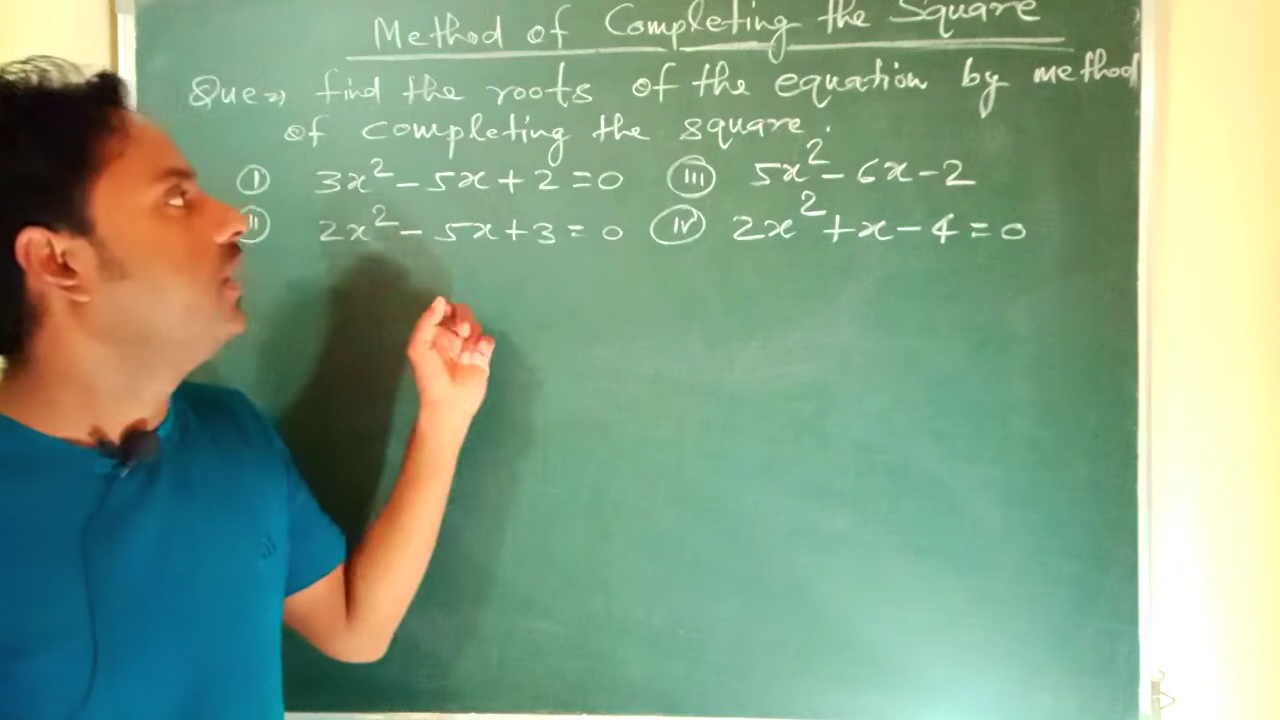 Method of Completing the Square
Que⇒ find the roots of the equation by method
of completing the square.
(I) 3x² – 5x + 2 = 0 (III) 5x² – 6x – 2
(II) 2x² – 5x + 3 = 0 (IV) 2x² + x – 4 = 0